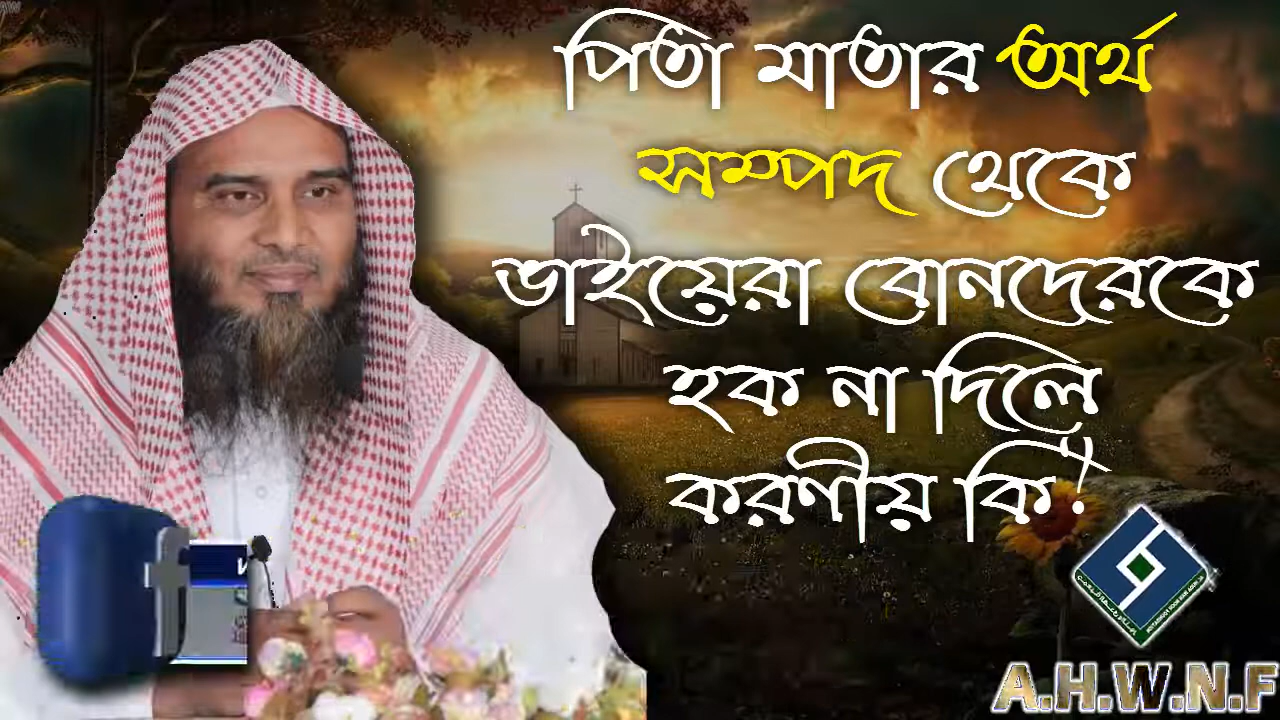 পিতা মাতার অর্থ
সম্পদ থেকে
ভাইয়েরা বোনদেরকে
হক না দিলে
করণীয় কি!
A.H.W.N.F